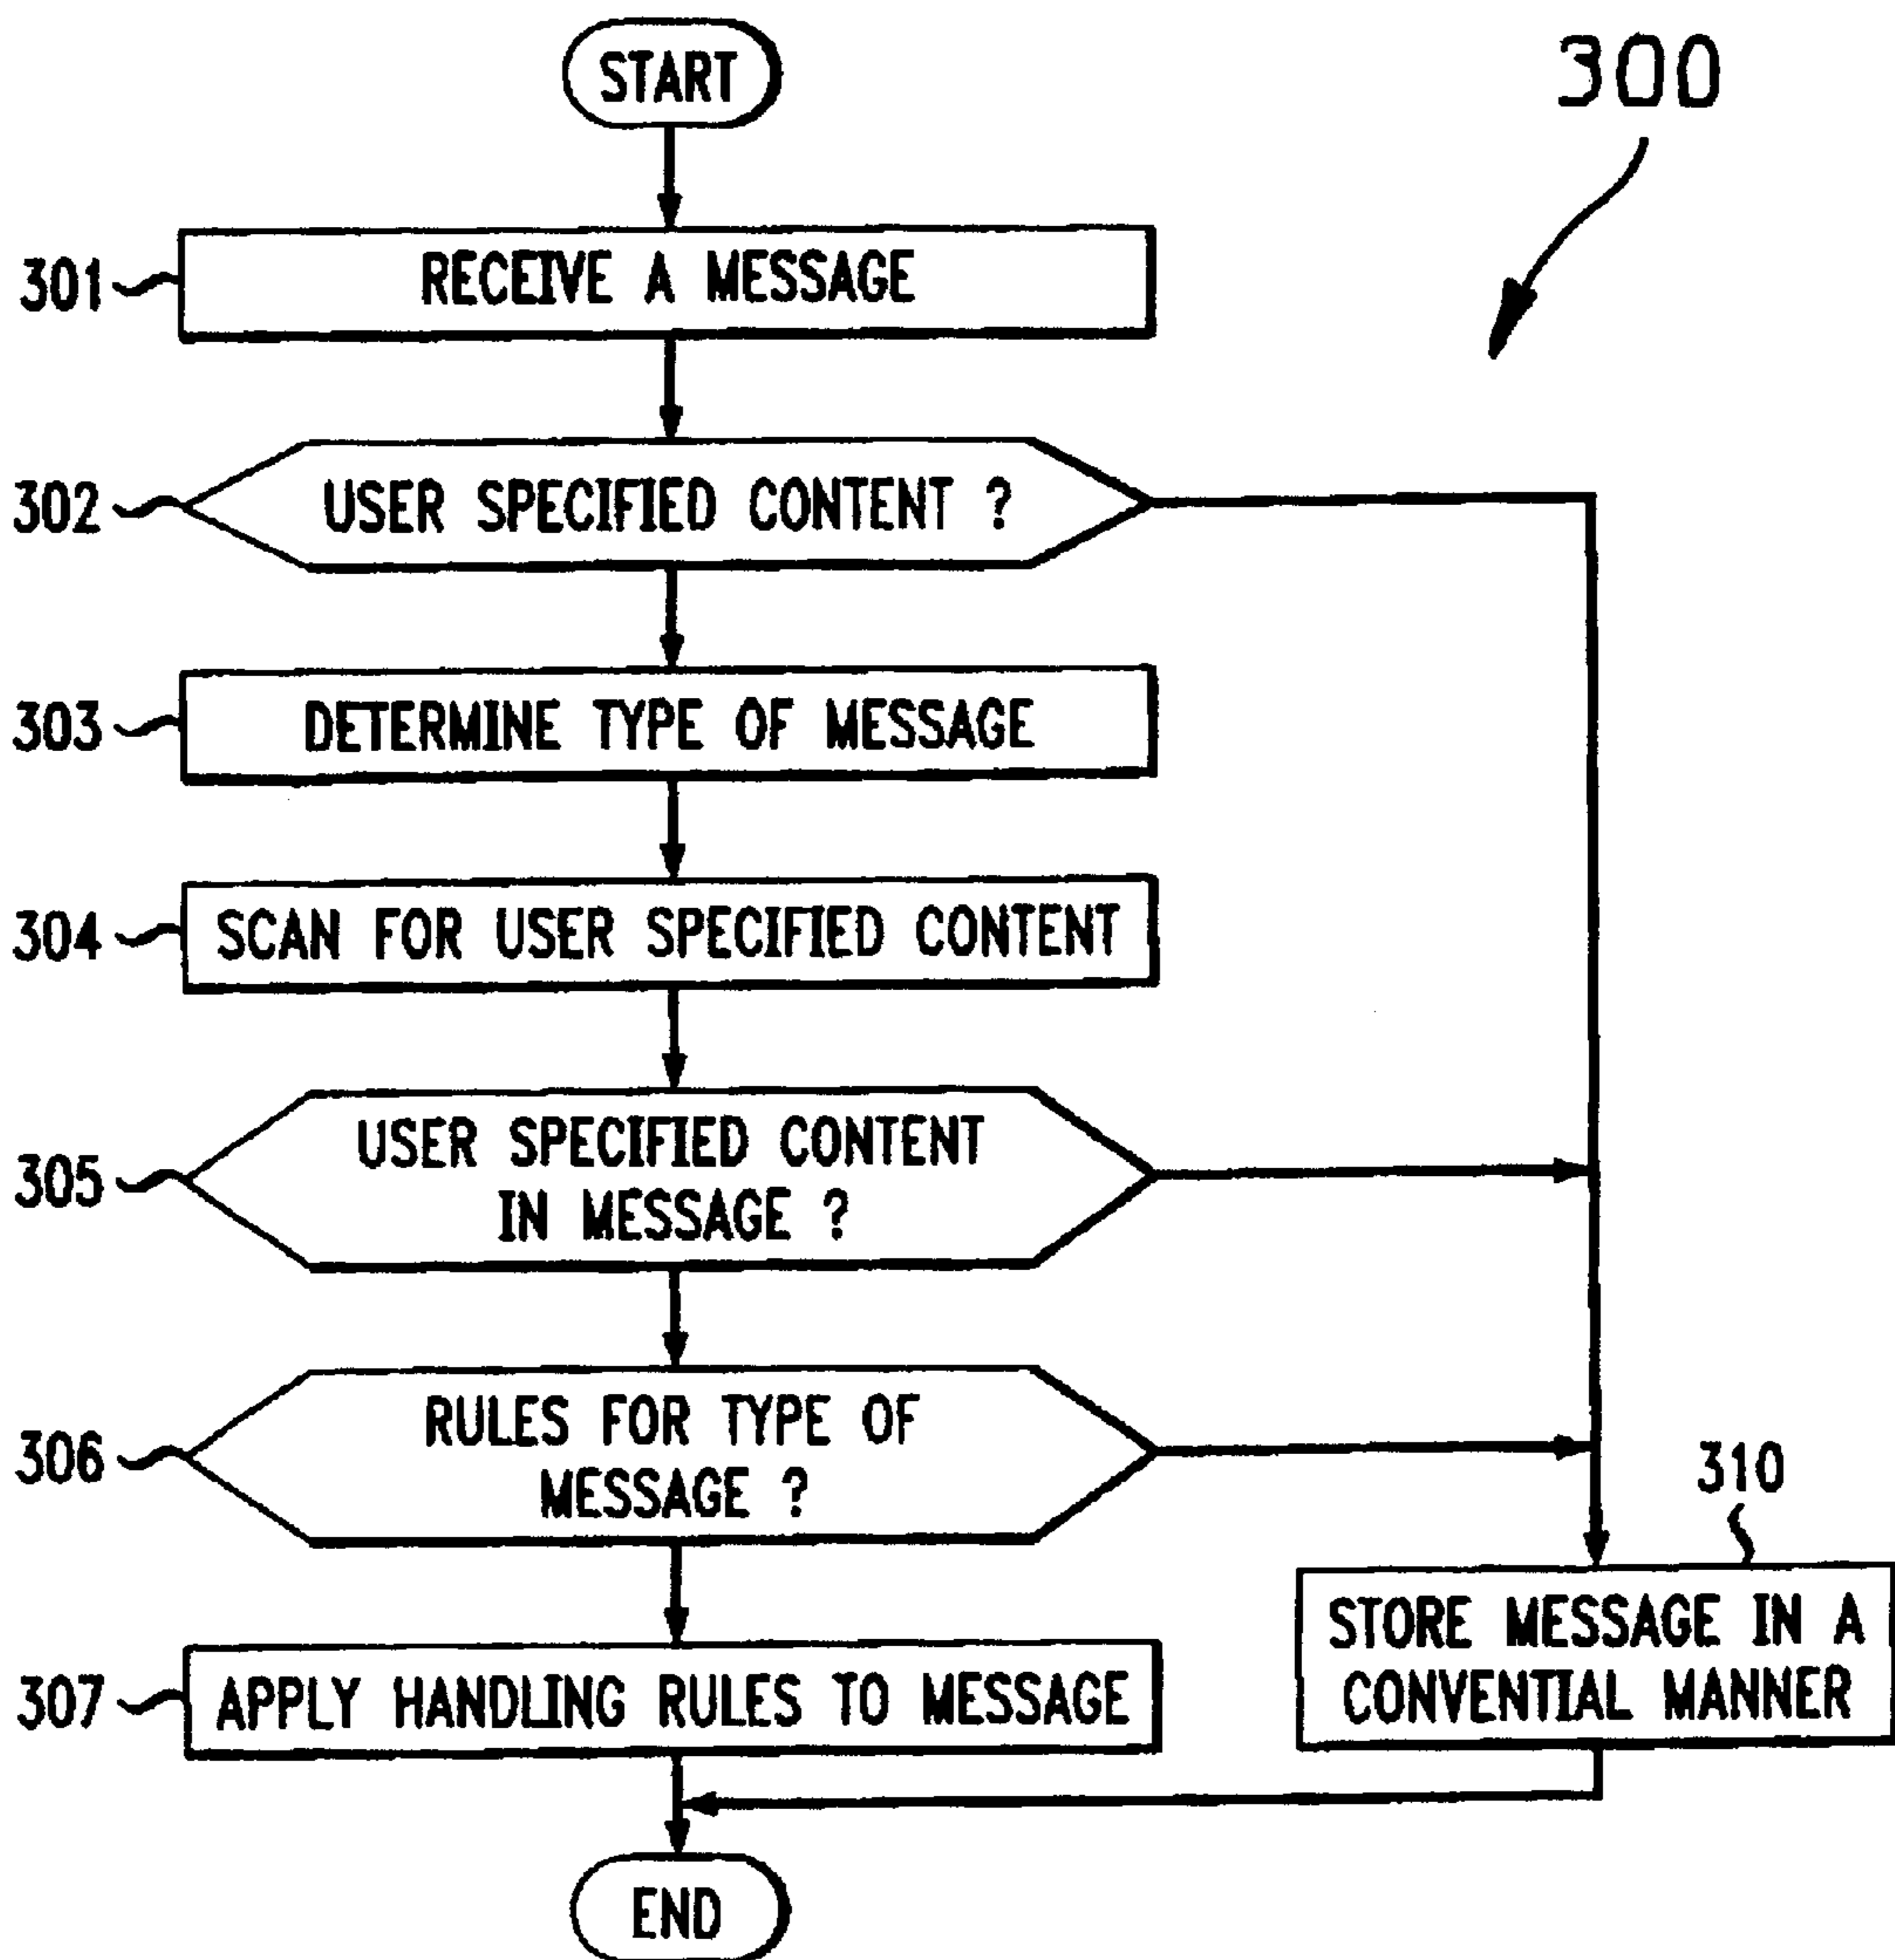 START
300
301
RECEIVE A MESSAGE
302
USER SPECIFIED CONTENT ?
303
DETERMINE TYPE OF MESSAGE
304
SCAN FOR USER SPECIFIED CONTENT
305
USER SPECIFIED CONTENT
IN MESSAGE ?
306
RULES FOR TYPE OF
MESSAGE ?
310
STORE MESSAGE IN A
CONVENTIAL MANNER
307
APPLY HANDLING RULES TO MESSAGE
END